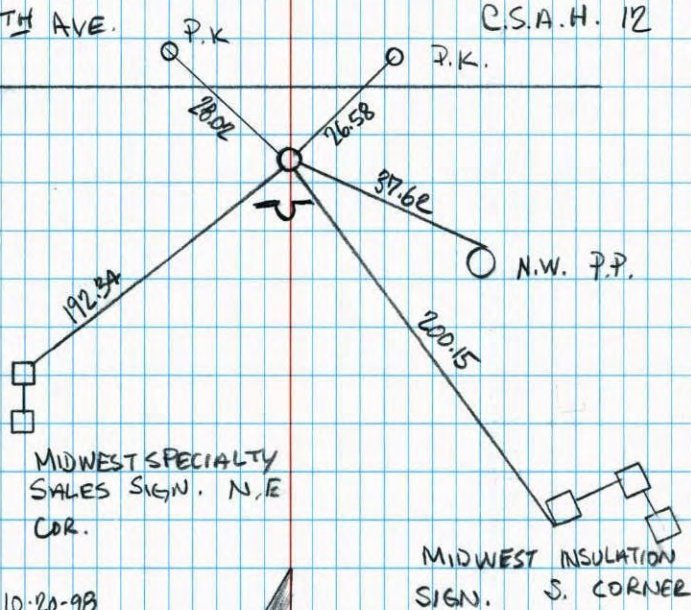 TH AVE.
C.S.A.H. 12
P.K
P.K.
28.02
26.58
37.62
N.W. P.P.
192.34
200.15
MIDWEST SPECIALTY
SALES SIGN. N,E
COR.
MIDWEST INSULATION
SIGN. S. CORNER
10-20-98